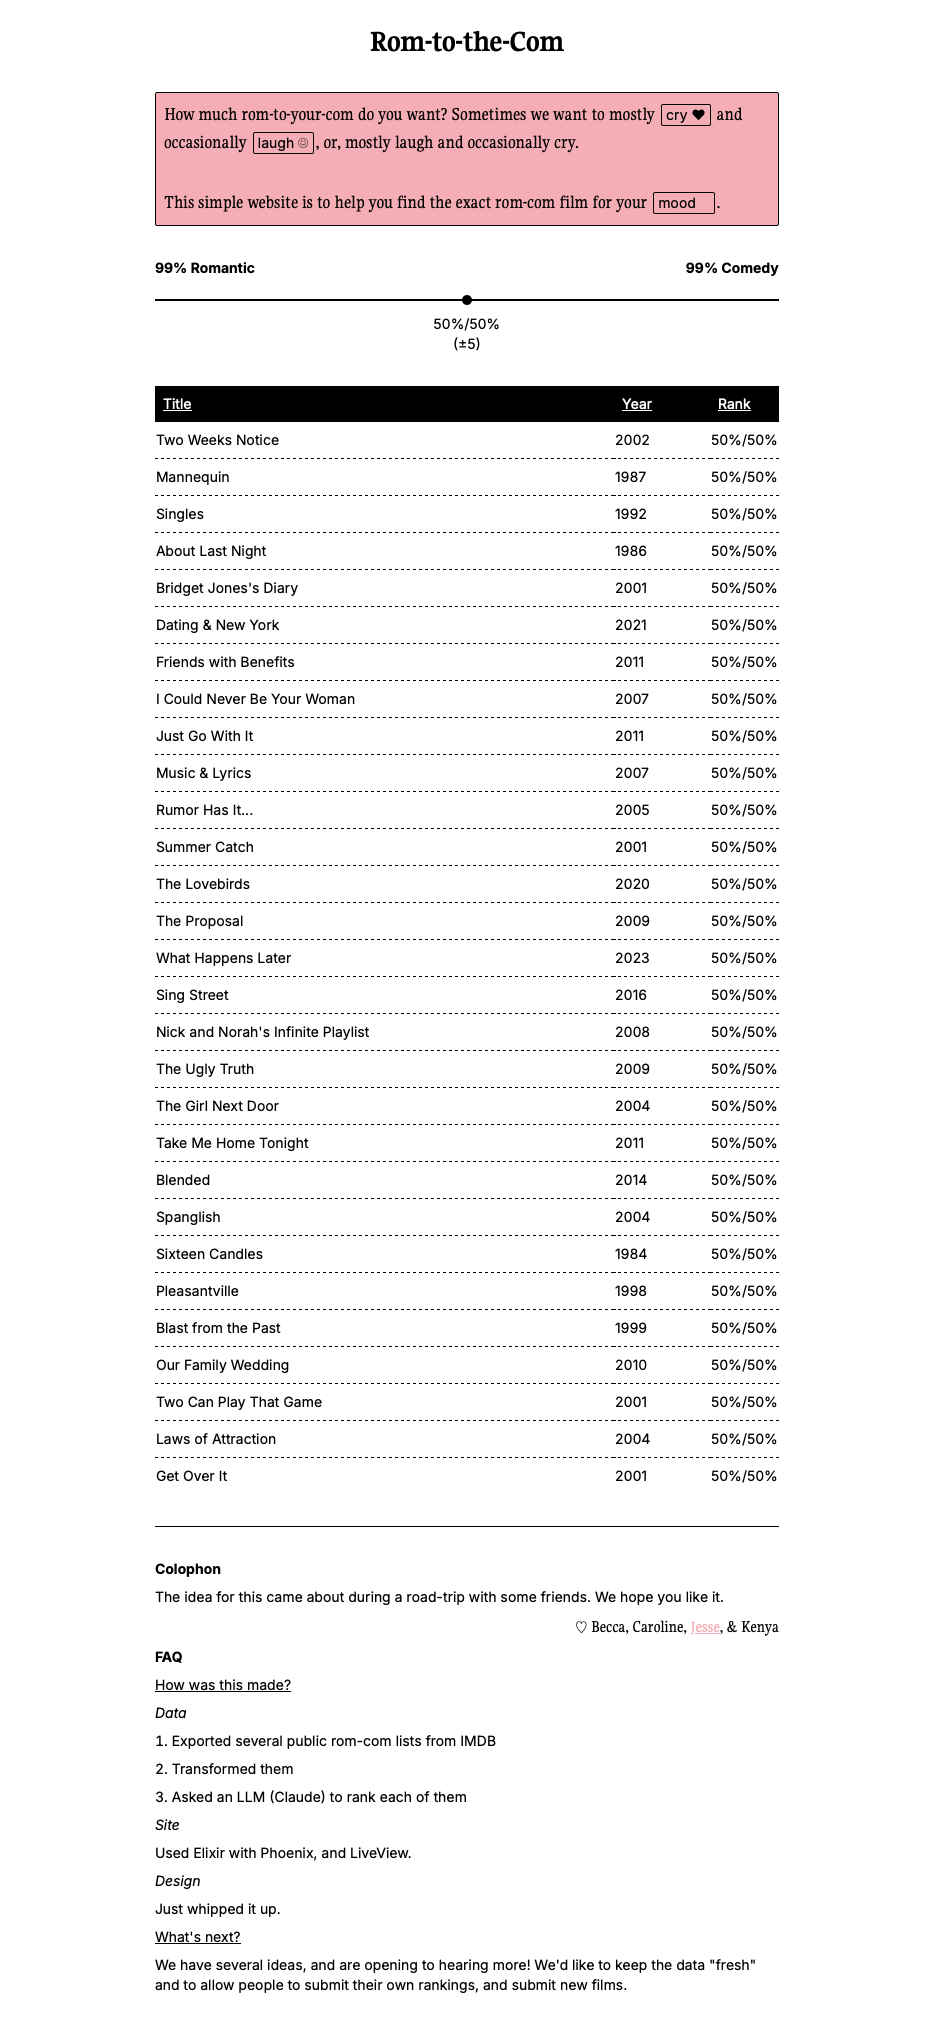 Rom-to-the-Com
How much rom-to-your-com do you want? Sometimes we want to mostly cry ♥ and
occasionally laugh ☺, or, mostly laugh and occasionally cry.
This simple website is to help you find the exact rom-com film for your mood.
99% Romantic 99% Comedy
50%/50%
(±5)
Title Year Rank
Two Weeks Notice 2002 50%/50%
Mannequin 1987 50%/50%
Singles 1992 50%/50%
About Last Night 1986 50%/50%
Bridget Jones's Diary 2001 50%/50%
Dating & New York 2021 50%/50%
Friends with Benefits 2011 50%/50%
I Could Never Be Your Woman 2007 50%/50%
Just Go With It 2011 50%/50%
Music & Lyrics 2007 50%/50%
Rumor Has It... 2005 50%/50%
Summer Catch 2001 50%/50%
The Lovebirds 2020 50%/50%
The Proposal 2009 50%/50%
What Happens Later 2023 50%/50%
Sing Street 2016 50%/50%
Nick and Norah's Infinite Playlist 2008 50%/50%
The Ugly Truth 2009 50%/50%
The Girl Next Door 2004 50%/50%
Take Me Home Tonight 2011 50%/50%
Blended 2014 50%/50%
Spanglish 2004 50%/50%
Sixteen Candles 1984 50%/50%
Pleasantville 1998 50%/50%
Blast from the Past 1999 50%/50%
Our Family Wedding 2010 50%/50%
Two Can Play That Game 2001 50%/50%
Laws of Attraction 2004 50%/50%
Get Over It 2001 50%/50%
Colophon
The idea for this came about during a road-trip with some friends. We hope you like it.
♡ Becca, Caroline, Jesse, & Kenya
FAQ
How was this made?
Data
1. Exported several public rom-com lists from IMDB
2. Transformed them
3. Asked an LLM (Claude) to rank each of them
Site
Used Elixir with Phoenix, and LiveView.
Design
Just whipped it up.
What's next?
We have several ideas, and are opening to hearing more! We'd like to keep the data "fresh"
and to allow people to submit their own rankings, and submit new films.